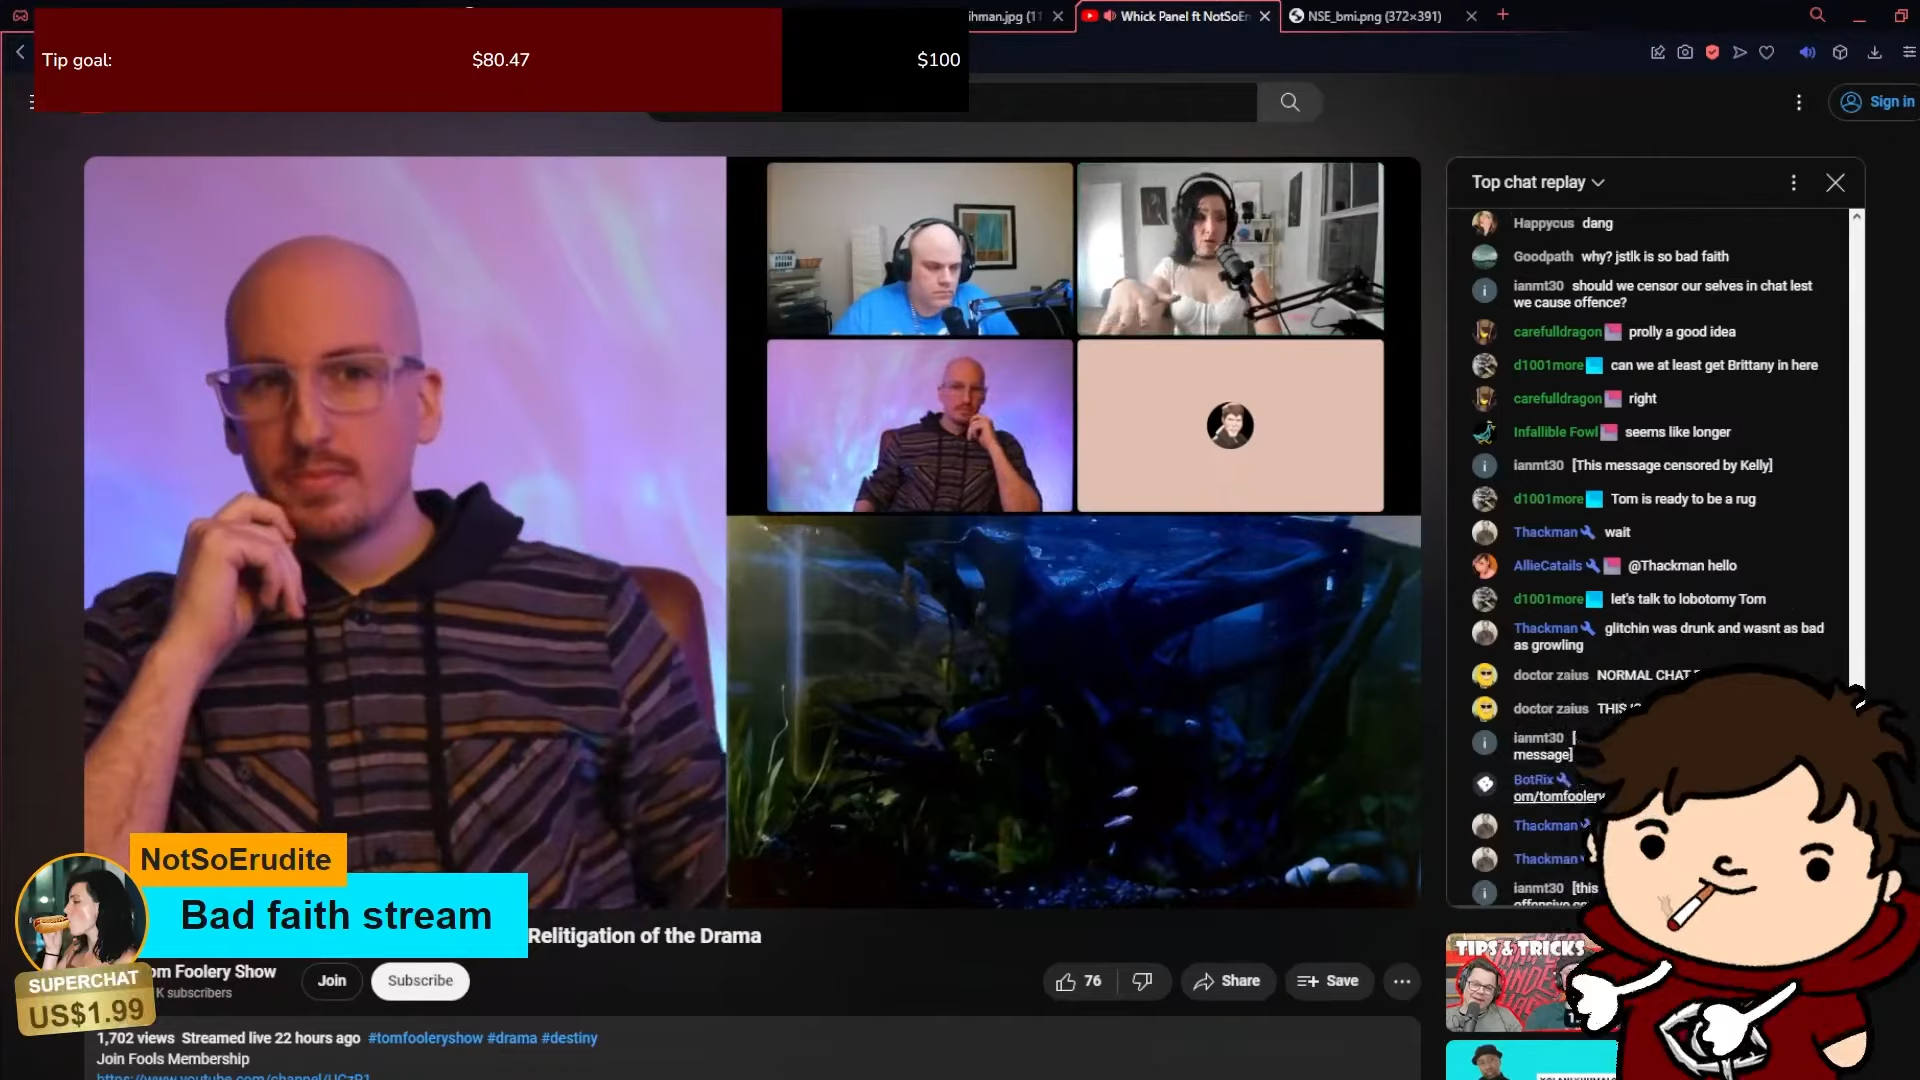 ihman.jpg (11
Whick Panel ft NotSoEr
NSE_bmi.png (372×391)
Tip goal:
$80.47
$100
Sign in
Top chat replay
Happycus dang
Goodpath why? jstlk is so bad faith
ianmt30 should we censor our selves in chat lest
we cause offence?
carefulldragon prolly a good idea
d1001more can we at least get Brittany in here
carefulldragon right
Infallible Fowl seems like longer
ianmt30 [This message censored by Kelly]
d1001more Tom is ready to be a rug
Thackman wait
AllieCatails @Thackman hello
d1001more let's talk to lobotomy Tom
Thackman glitchin was drunk and wasnt as bad
as growling
doctor zaius NORMAL CHAT
doctor zaius THIS
ianmt30 [
message]
BotRix
om/tomfoolery
Thackman
Thackman
ianmt30 [this
NotSoErudite
Bad faith stream
SUPERCHAT
US$1.99
Relitigation of the Drama
om Foolery Show
K subscribers
Join
Subscribe
76
Share
Save
1,702 views Streamed live 22 hours ago #tomfooleryshow #drama #destiny
Join Fools Membership
TIPS & TRICKS